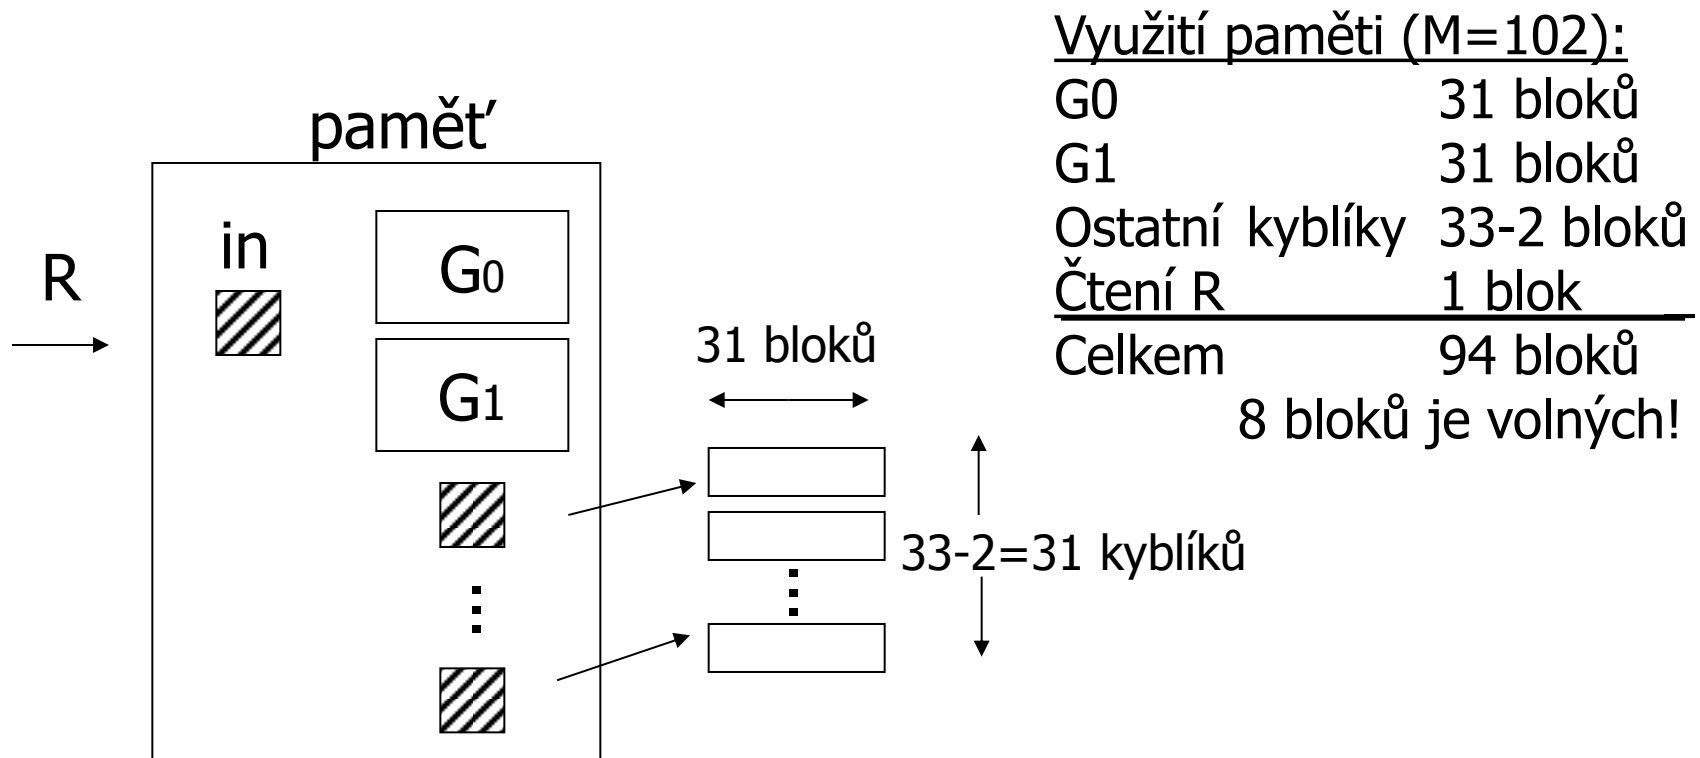 Využití paměti (M=102):
G0 31 bloků
G1 31 bloků
Ostatní kyblíky 33-2 bloků
Čtení R 1 blok
Celkem 94 bloků
8 bloků je volných!
paměť
in
R
G0
G1
31 bloků
33-2=31 kyblíků